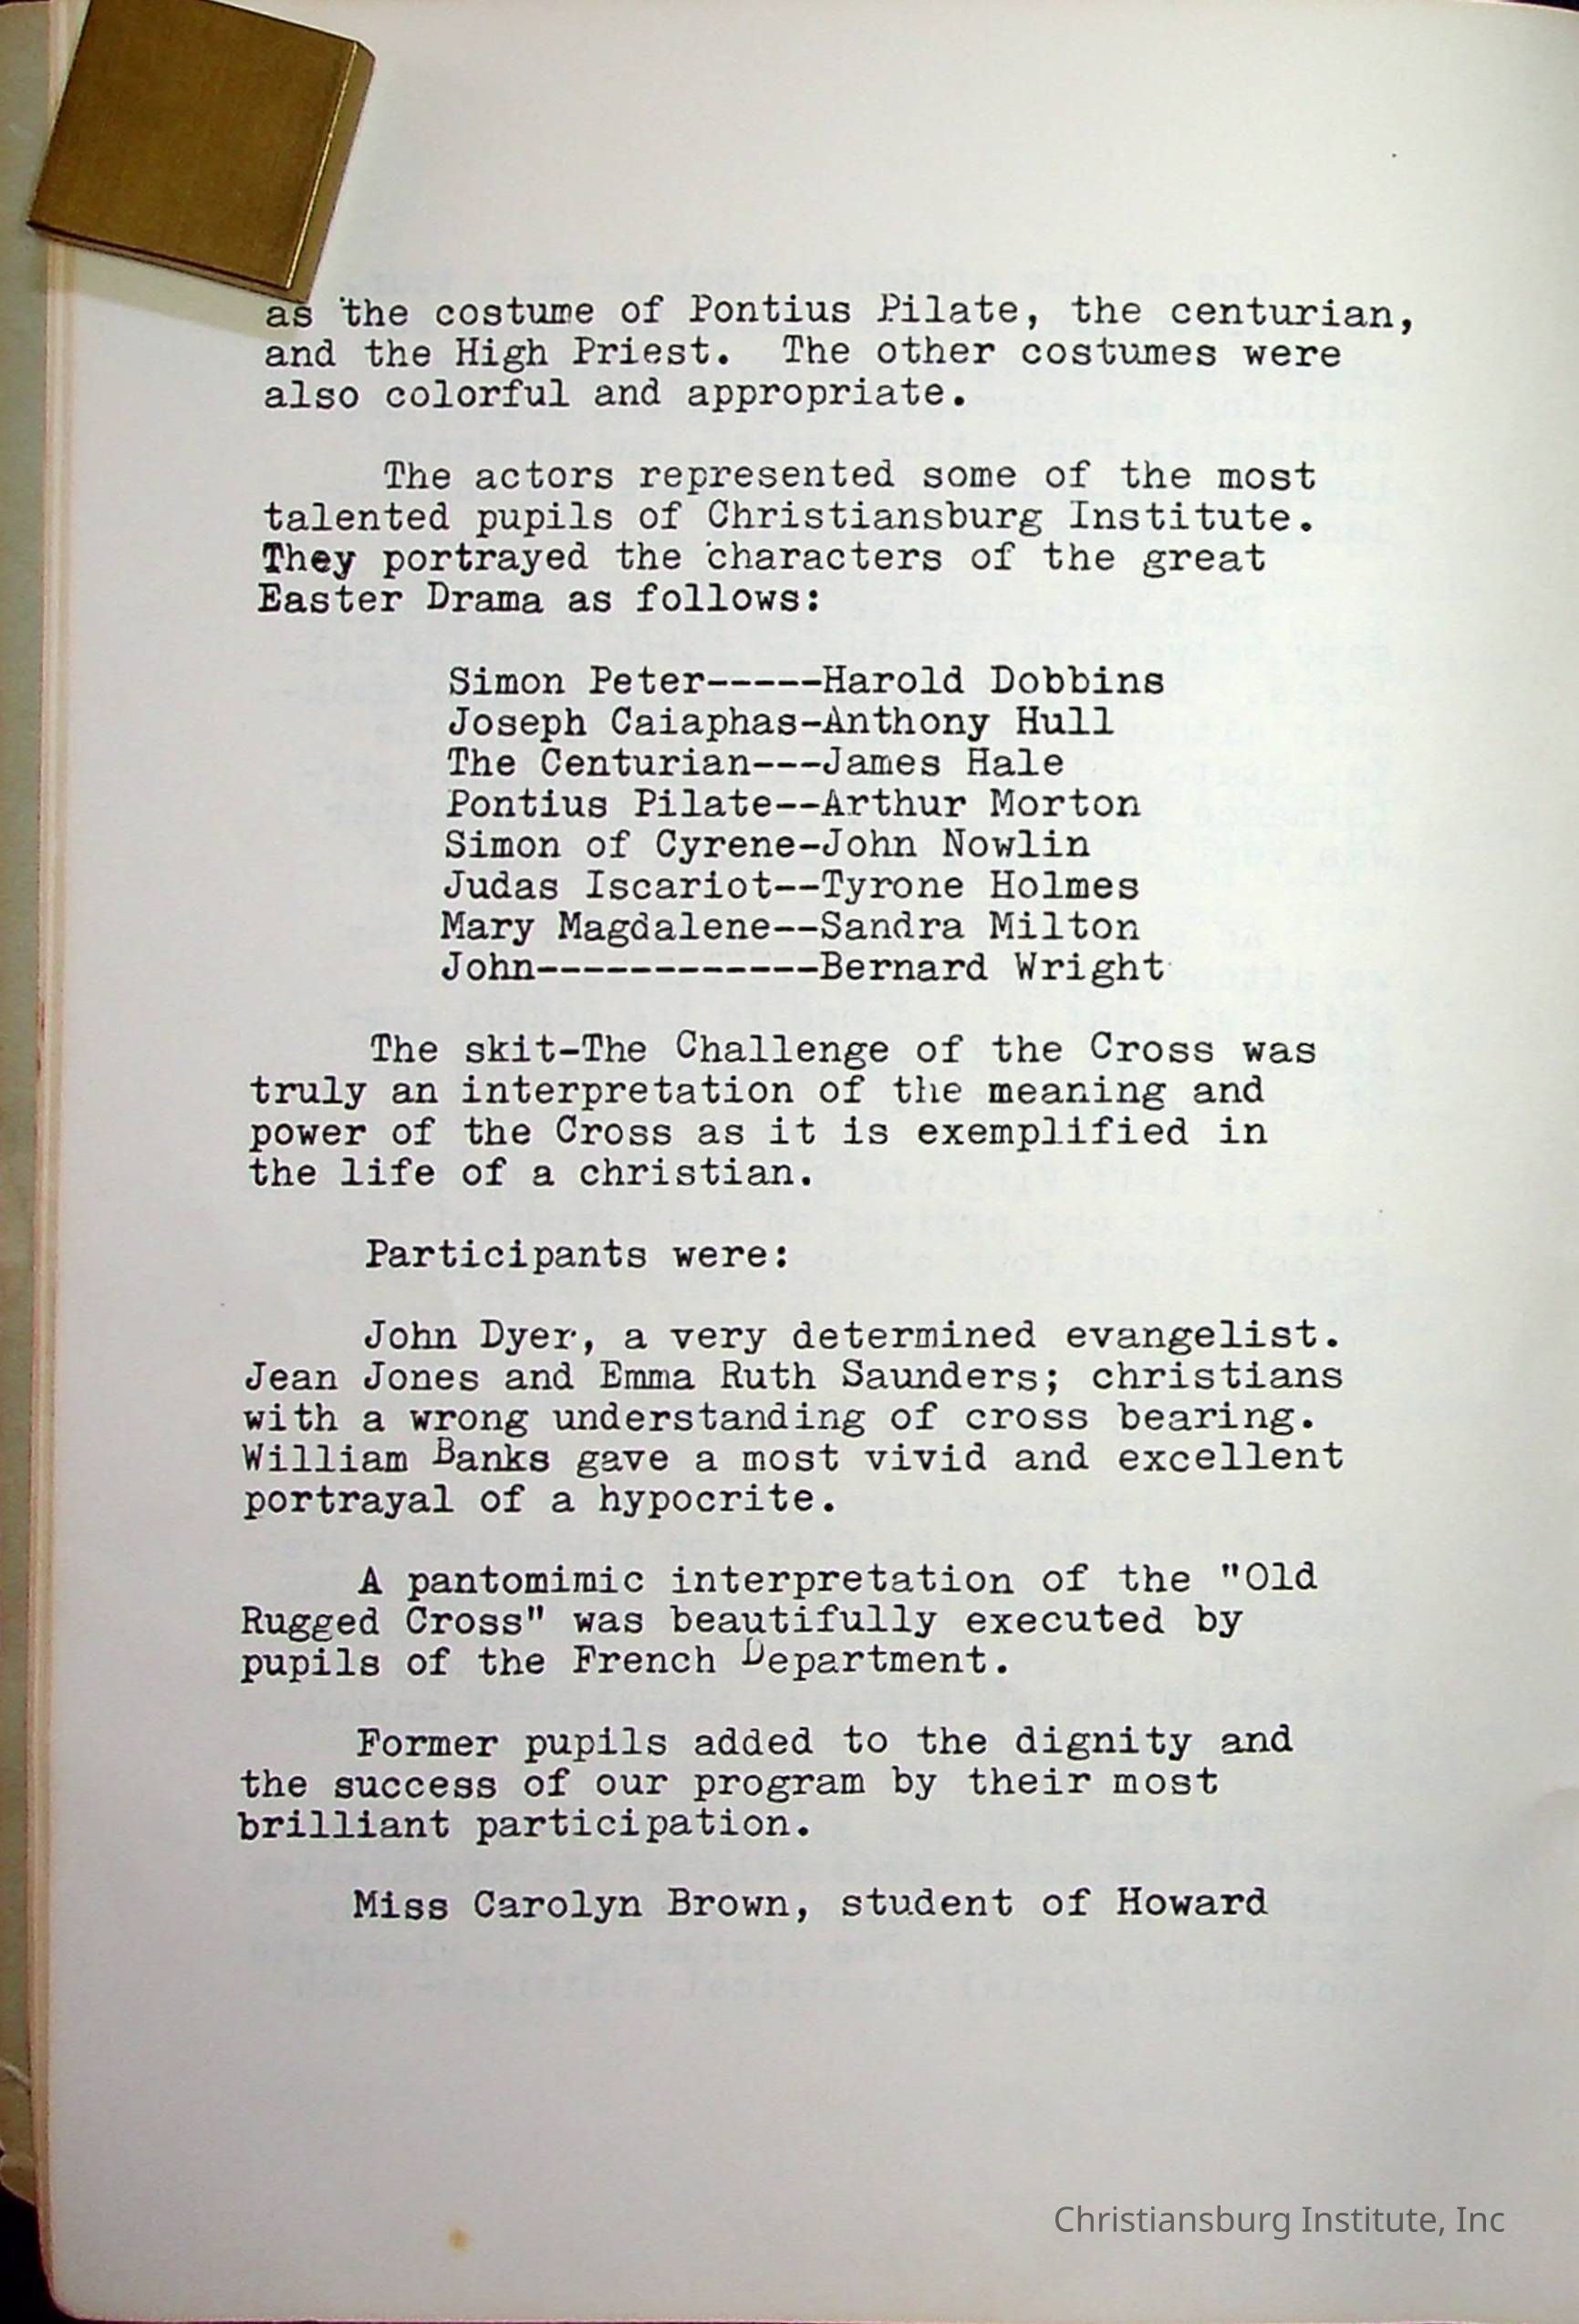 as the costume of Pontius Pilate, the centurian,
and the High Priest.  The other costumes were
also colorful and appropriate.
The actors represented some of the most
talented pupils of Christiansburg Institute.
They portrayed the characters of the great
Easter Drama as follows:
Simon Peter-----Harold Dobbins
Joseph Caiaphas-Anthony Hull
The Centurian---James Hale
Pontius Pilate--Arthur Morton
Simon of Cyrene-John Nowlin
Judas Iscariot--Tyrone Holmes
Mary Magdalene--Sandra Milton
John------------Bernard Wright
The skit-The Challenge of the Cross was
truly an interpretation of the meaning and
power of the Cross as it is exemplified in
the life of a christian.
Participants were:
John Dyer, a very determined evangelist.
Jean Jones and Emma Ruth Saunders; christians
with a wrong understanding of cross bearing.
William Banks gave a most vivid and excellent
portrayal of a hypocrite.
A pantomimic interpretation of the "Old
Rugged Cross" was beautifully executed by
pupils of the French Department.
Former pupils added to the dignity and
the success of our program by their most
brilliant participation.
Miss Carolyn Brown, student of Howard
Christiansburg Institute, Inc